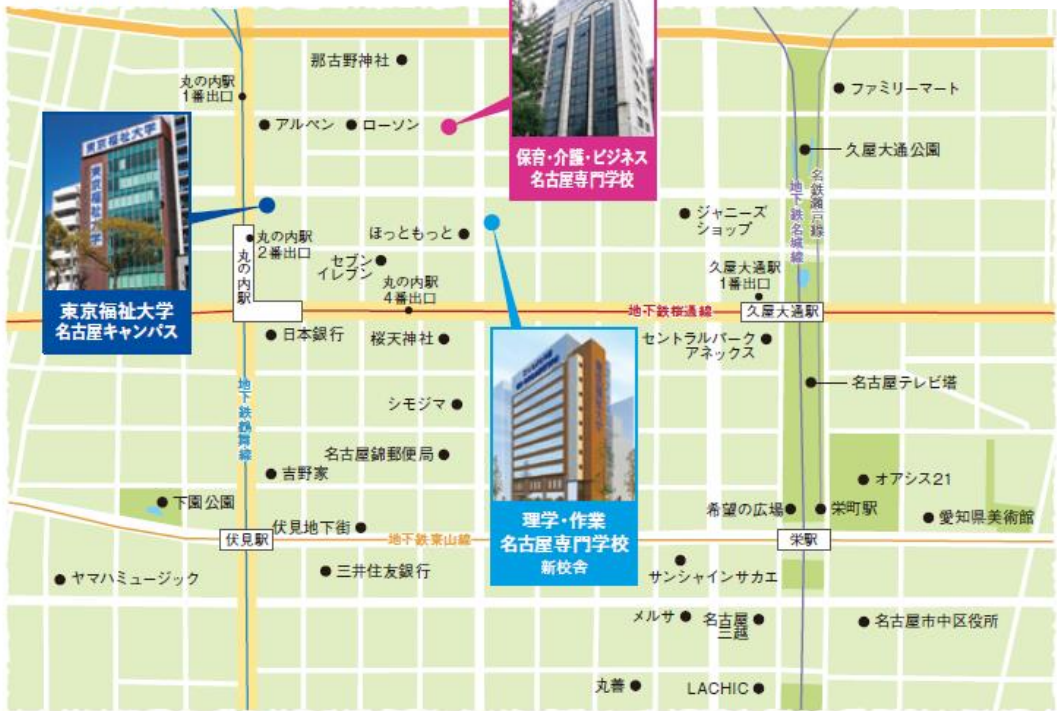 那古野神社
丸の内駅
1番出口
ファミリーマート
アルペン
ローソン
東京福祉大学
東京福祉大学
保育・介護・ビジネス
名古屋専門学校
久屋大通公園
地下鉄名城線
名鉄瀬戸線
ジャニーズ
ショップ
ほっともっと
丸の内駅
2番出口
セブン
イレブン
丸の内駅
丸の内駅
4番出口
久屋大通駅
1番出口
東京福祉大学
名古屋キャンパス
地下鉄桜通線
久屋大通駅
日本銀行
桜天神社
セントラルパーク
アネックス
名古屋テレビ塔
地下鉄鶴舞線
シモジマ
名古屋錦郵便局
吉野家
オアシス21
下園公園
希望の広場
栄町駅
愛知県美術館
伏見地下街
理学・作業
名古屋専門学校
新校舎
伏見駅
地下鉄東山線
栄駅
ヤマハミュージック
三井住友銀行
サンシャインサカエ
メルサ
名古屋
三越
名古屋市中区役所
丸善
LACHIC